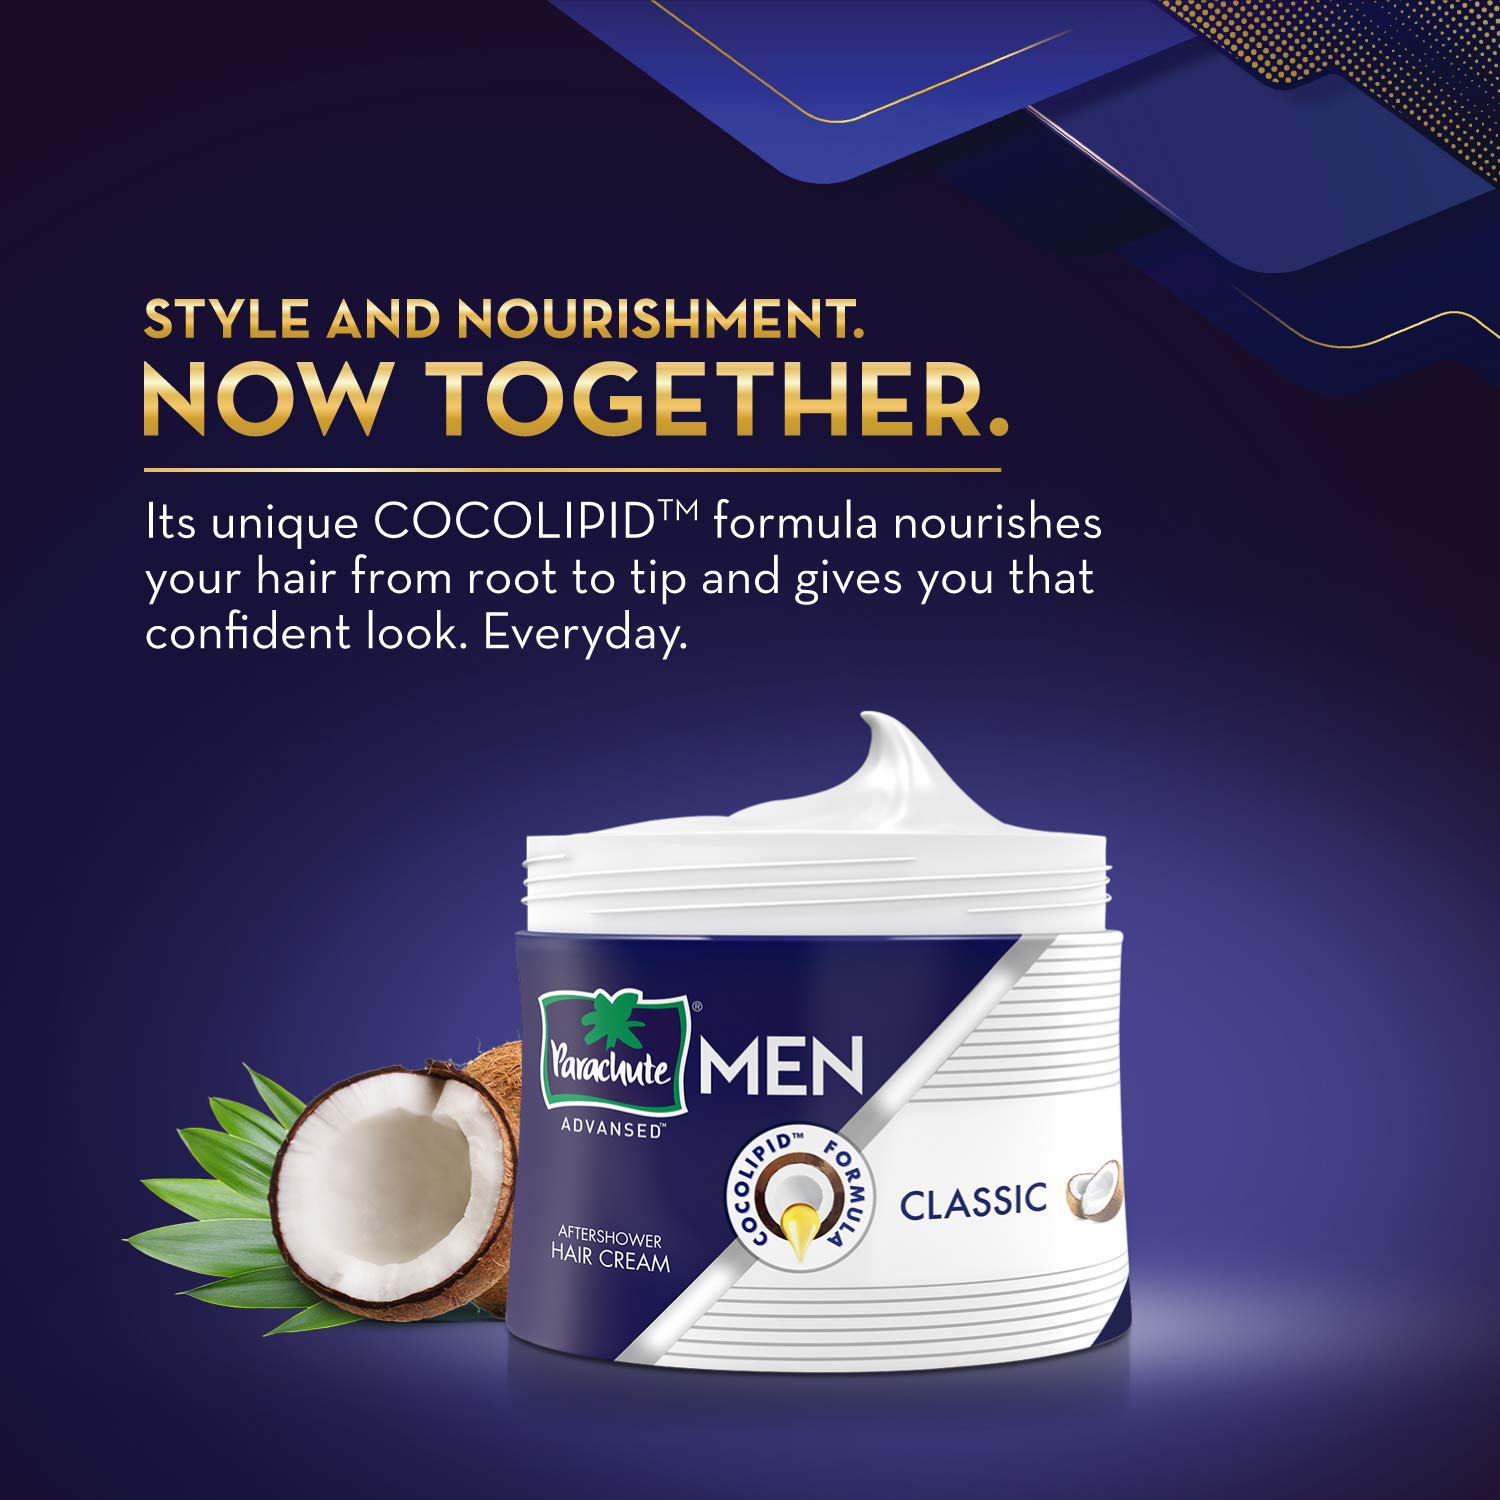 STYLE AND NOURISHMENT.
NOW TOGETHER.
Its unique COCOLIPID™ formula nourishes
your hair from root to tip and gives you that
confident look. Everyday.
Parachute® MEN
ADVANSED™
COCOLIPID™ FORMULA
CLASSIC
AFTERSHOWER
HAIR CREAM